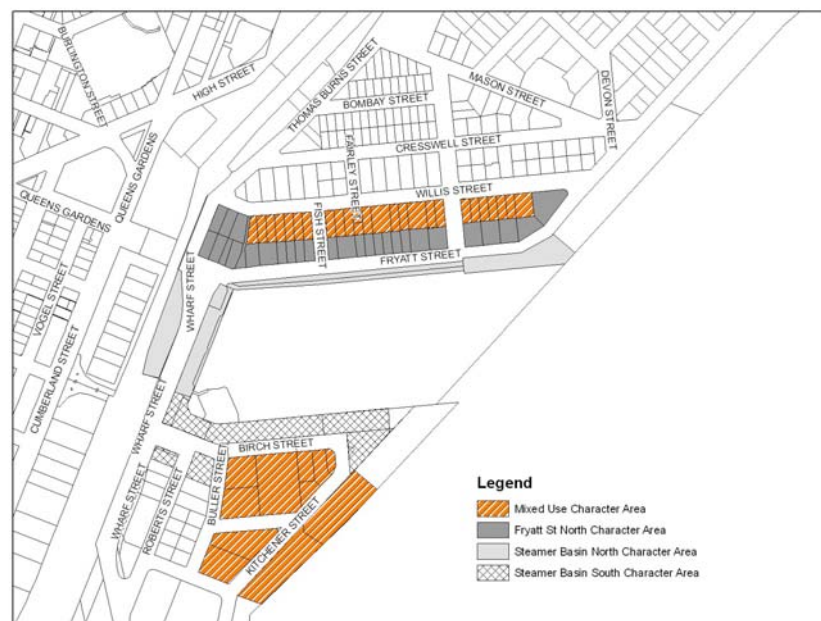 BUBLINGTON STREET
HIGH STREET
THOMAS BURNS STREET
MASON STREET
DEVON STREET
BOMBAY STREET
CRESSWELL STREET
FAIRLEY STREET
QUEENS GARDENS
QUEENS GARDENS
WILLIS STREET
FISH STREET
FRYATT STREET
WHARF STREET
VOGEL STREET
CUMBERLAND STREET
WHARF STREET
BIRCH STREET
BULLER STREET
WHARF STREET
ROBERTS STREET
KITCHENER STREET
Legend
Mixed Use Character Area
Fryatt St North Character Area
Steamer Basin North Character Area
Steamer Basin South Character Area